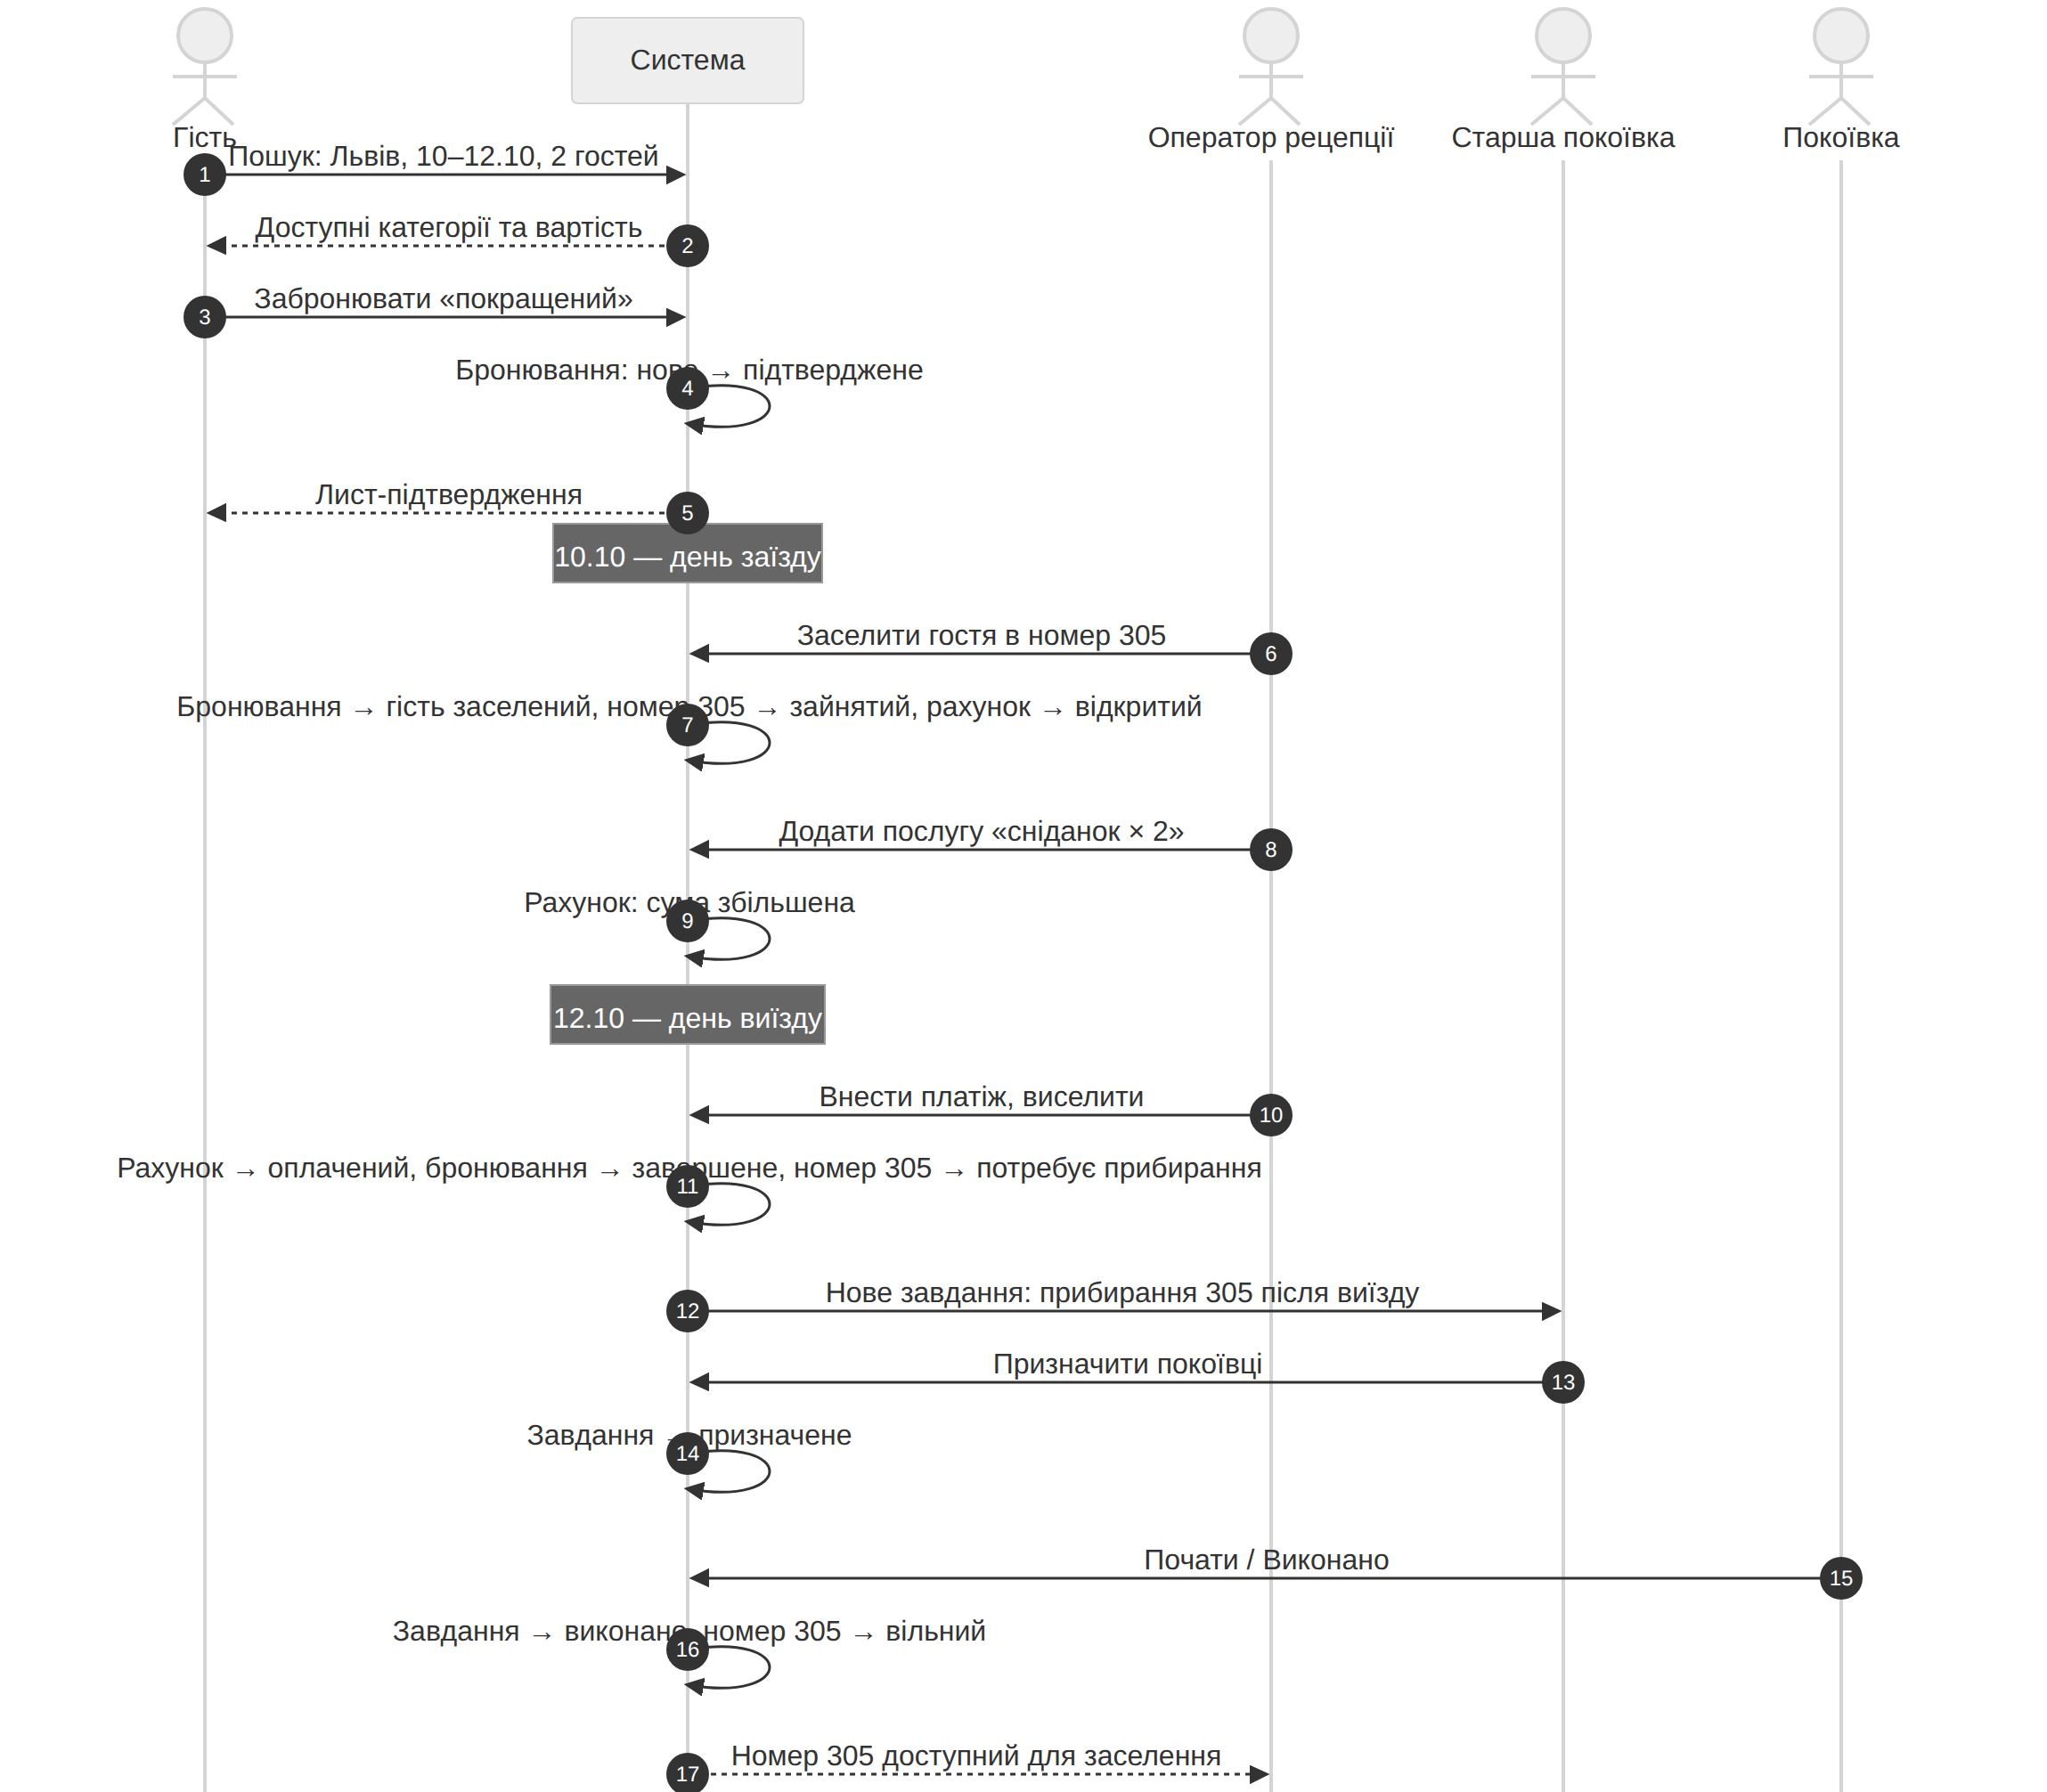 Гість
Система
Оператор рецепції
Старша покоївка
Покоївка
1
Пошук: Львів, 10–12.10, 2 гостей
Доступні категорії та вартість
2
3
Забронювати «покращений»
Бронювання: нове → підтверджене
4
Лист-підтвердження
5
10.10 — день заїзду
Заселити гостя в номер 305
6
Бронювання → гість заселений, номер 305 → зайнятий, рахунок → відкритий
7
Додати послугу «сніданок × 2»
8
Рахунок: сума збільшена
9
12.10 — день виїзду
Внести платіж, виселити
10
Рахунок → оплачений, бронювання → завершене, номер 305 → потребує прибирання
11
12
Нове завдання: прибирання 305 після виїзду
Призначити покоївці
13
Завдання → призначене
14
Почати / Виконано
15
Завдання → виконане, номер 305 → вільний
16
17
Номер 305 доступний для заселення